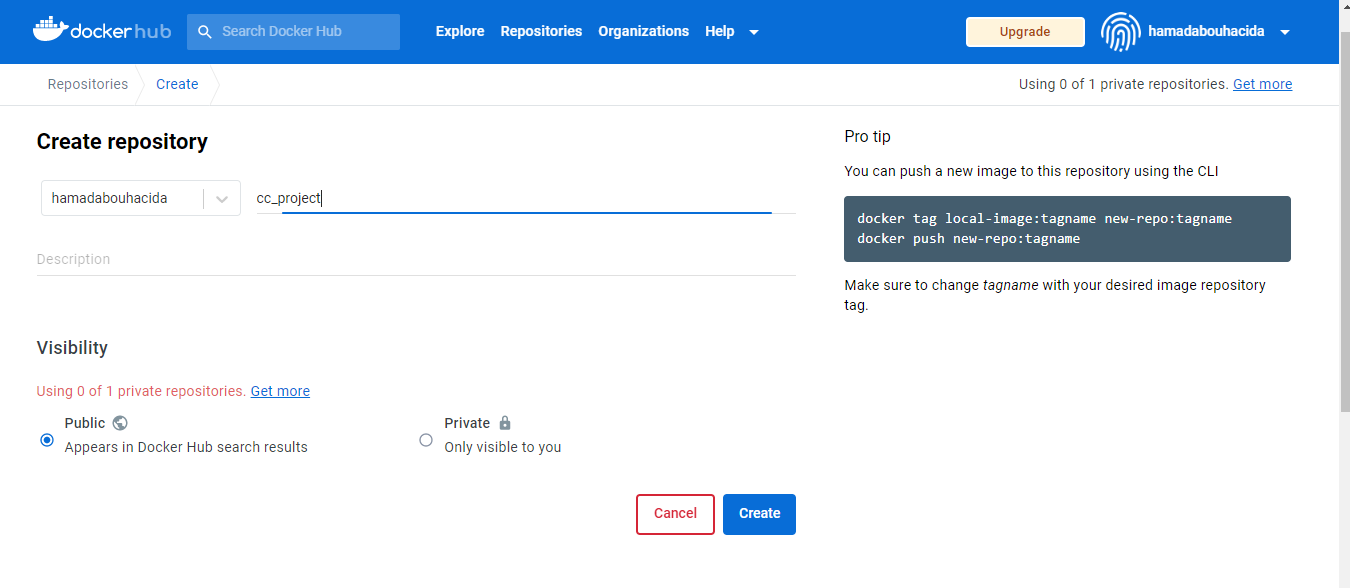 docker hub
Search Docker Hub
Explore
Repositories
Organizations
Help
Upgrade
hamadabouhacida
Repositories
Create
Using 0 of 1 private repositories. Get more
Create repository
hamadabouhacida
cc_project
Description
Visibility
Using 0 of 1 private repositories. Get more
Public
Appears in Docker Hub search results
Private
Only visible to you
Cancel
Create
Pro tip
You can push a new image to this repository using the CLI
docker tag local-image:tagname new-repo:tagname
docker push new-repo:tagname
Make sure to change tagname with your desired image repository
tag.